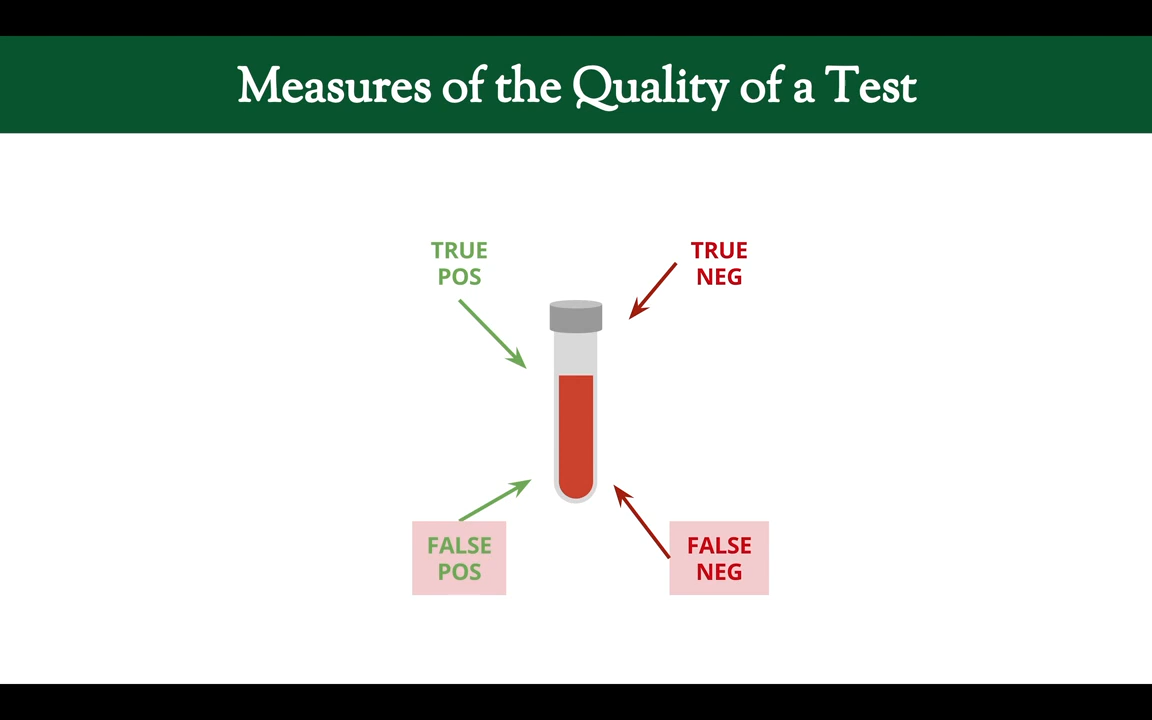 Measures of the Quality of a Test
TRUE
POS
TRUE
NEG
FALSE
POS
FALSE
NEG